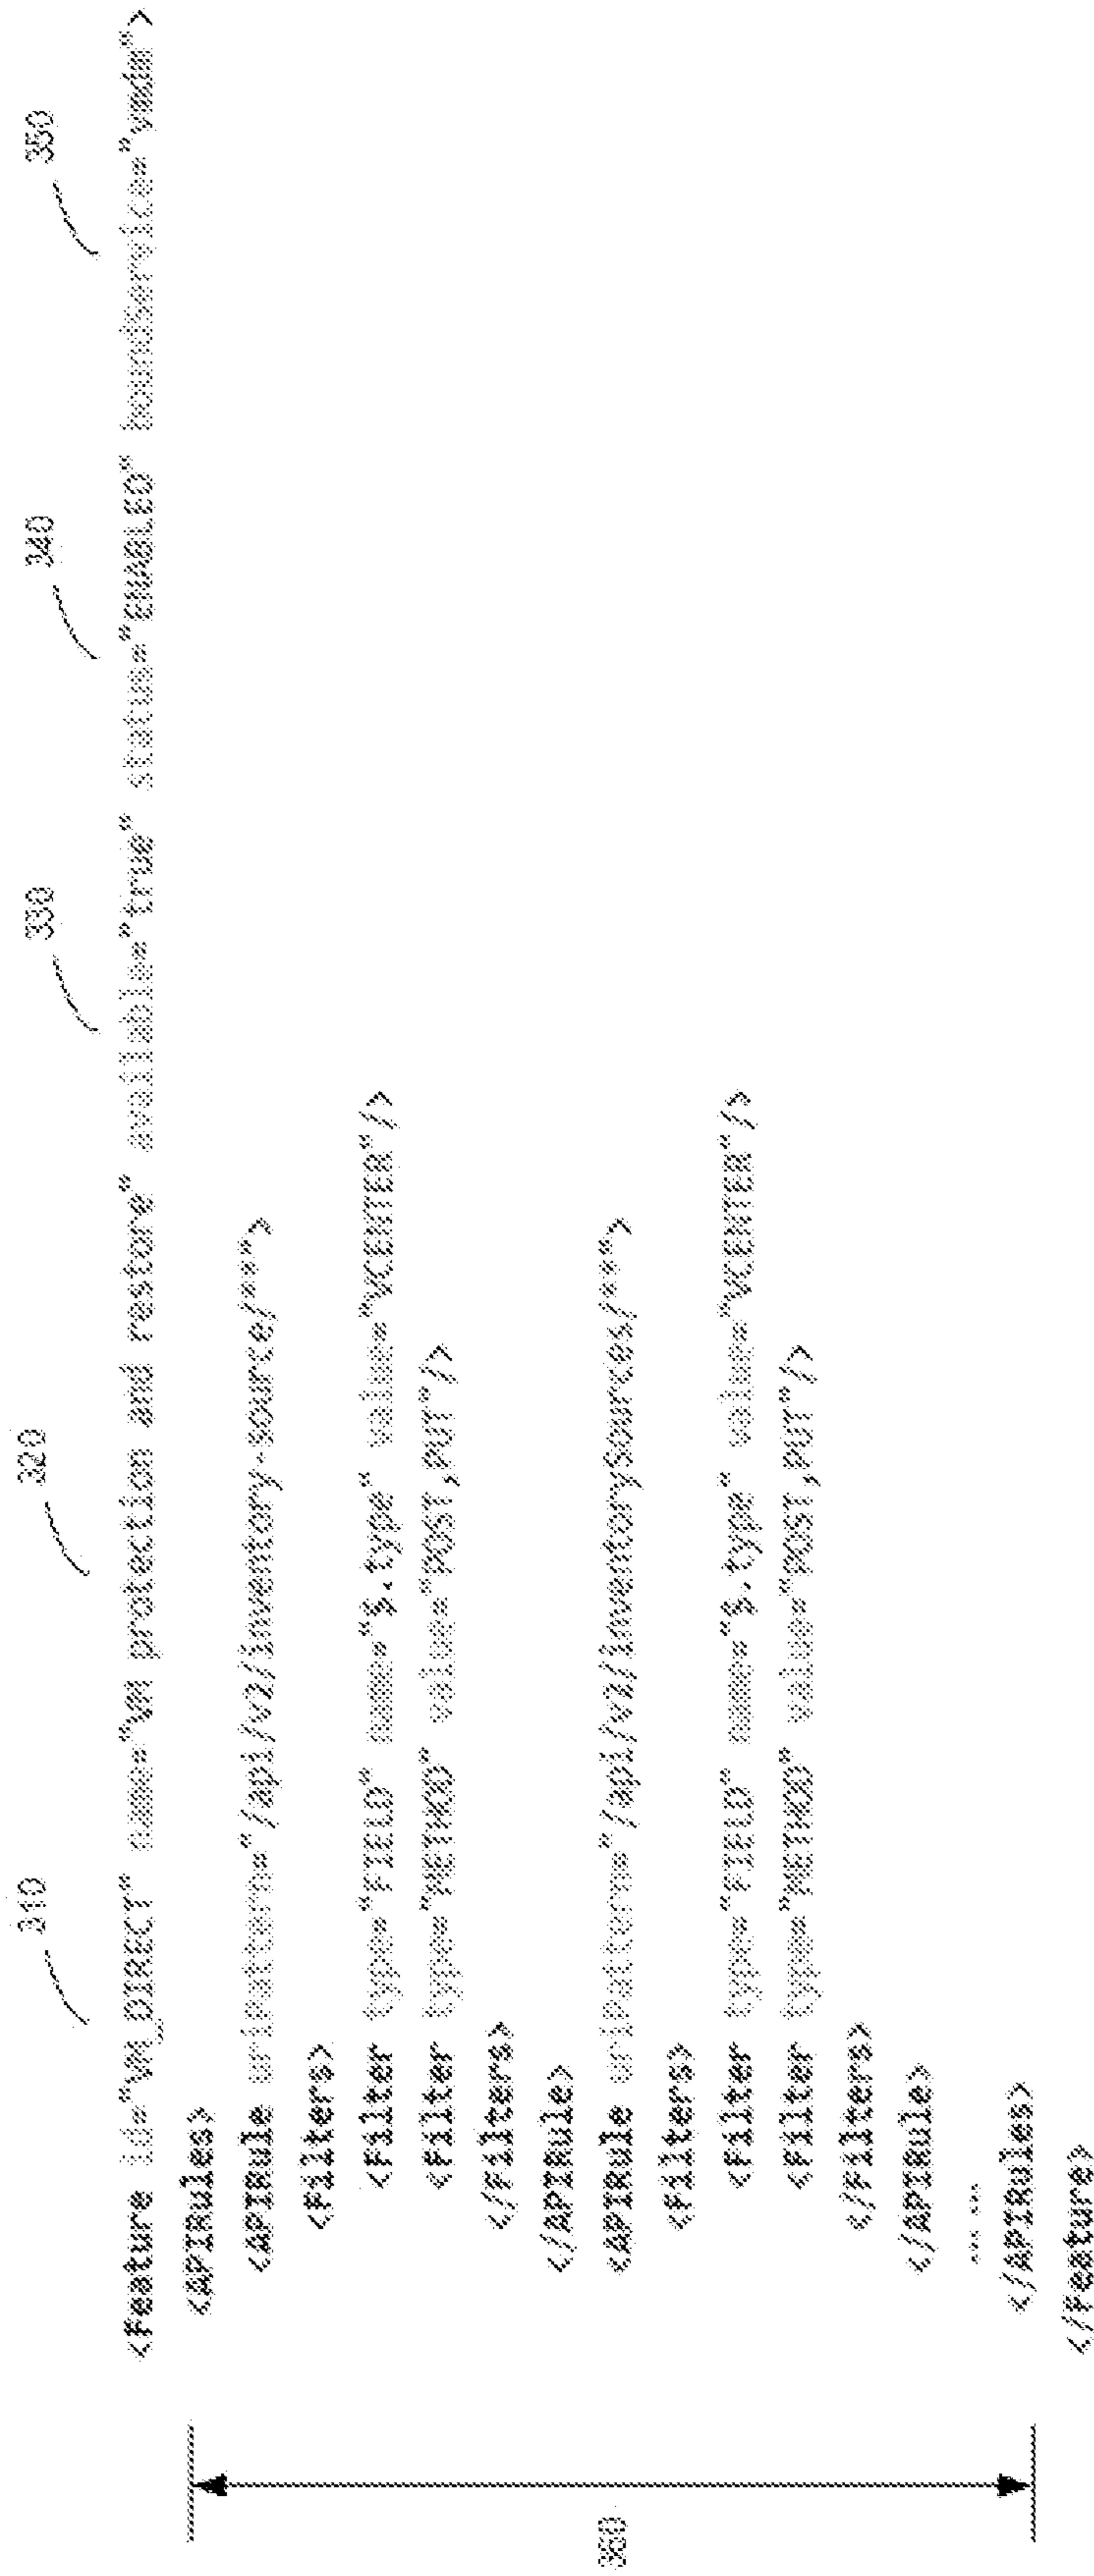 310 320 330 340 350
<Feature id="VM_DIRECT" name="VM protection and restore" available="true" status="ENABLED" boundService="vmdm">
<APIRules>
<APIRule uriPattern="/api/v2/inventory-source/**">
<Filters>
<Filter type="FIELD" name="$.type" value="VCENTER"/>
<Filter type="METHOD" value="POST,PUT"/>
</Filters>
</APIRule>
<APIRule uriPattern="/api/v2/inventorySources/**">
<Filters>
<Filter type="FIELD" name="$.type" value="VCENTER"/>
<Filter type="METHOD" value="POST,PUT"/>
</Filters>
</APIRule>
... ...
</APIRules>
</Feature>
360